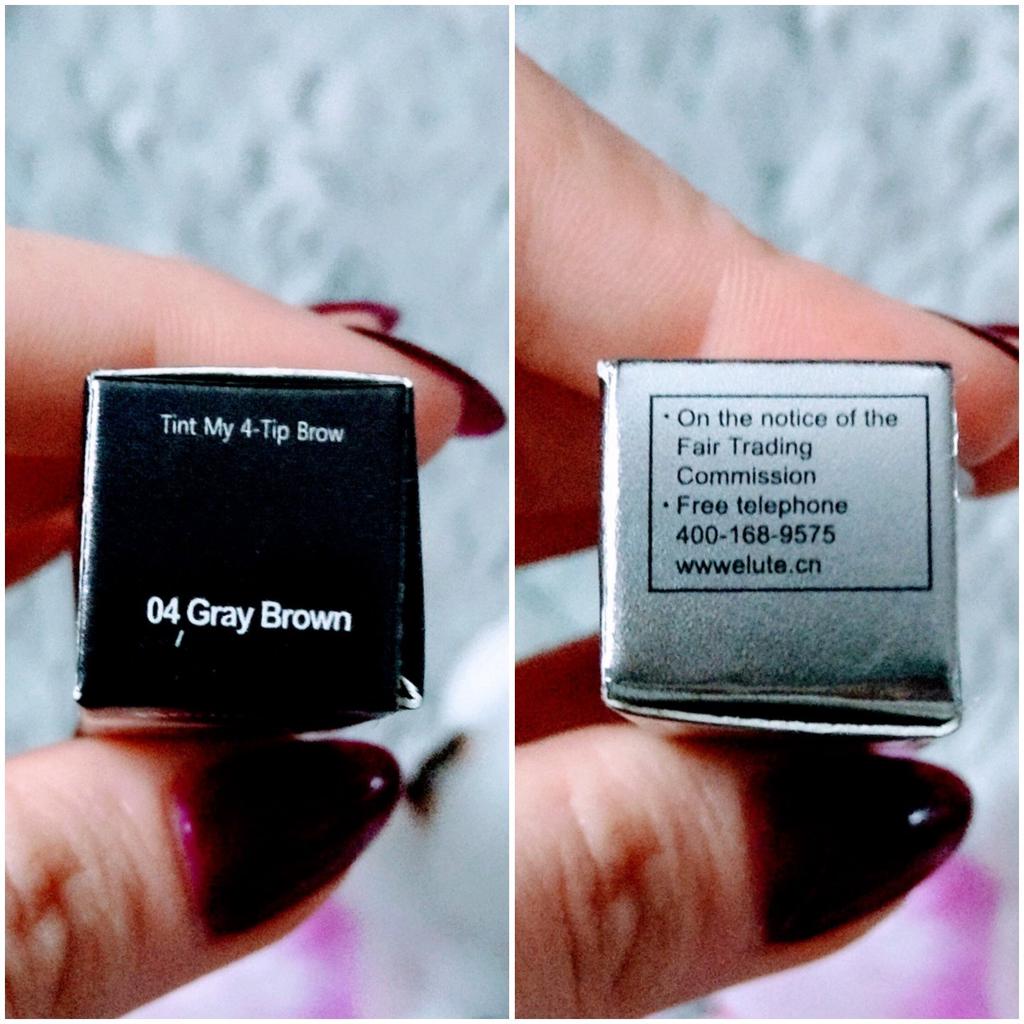 Tint My 4-Tip Brow
04 Gray Brown
· On the notice of the
Fair Trading
Commission
· Free telephone
400-168-9575
wwwelute.cn